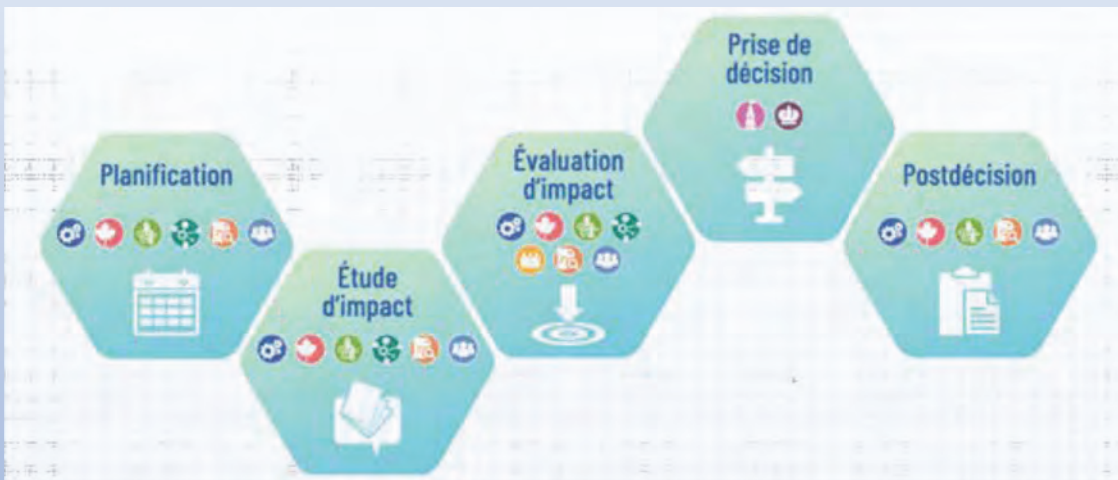 Planification
Étude
d'impact
Évaluation
d'impact
Prise de
décision
Postdécision